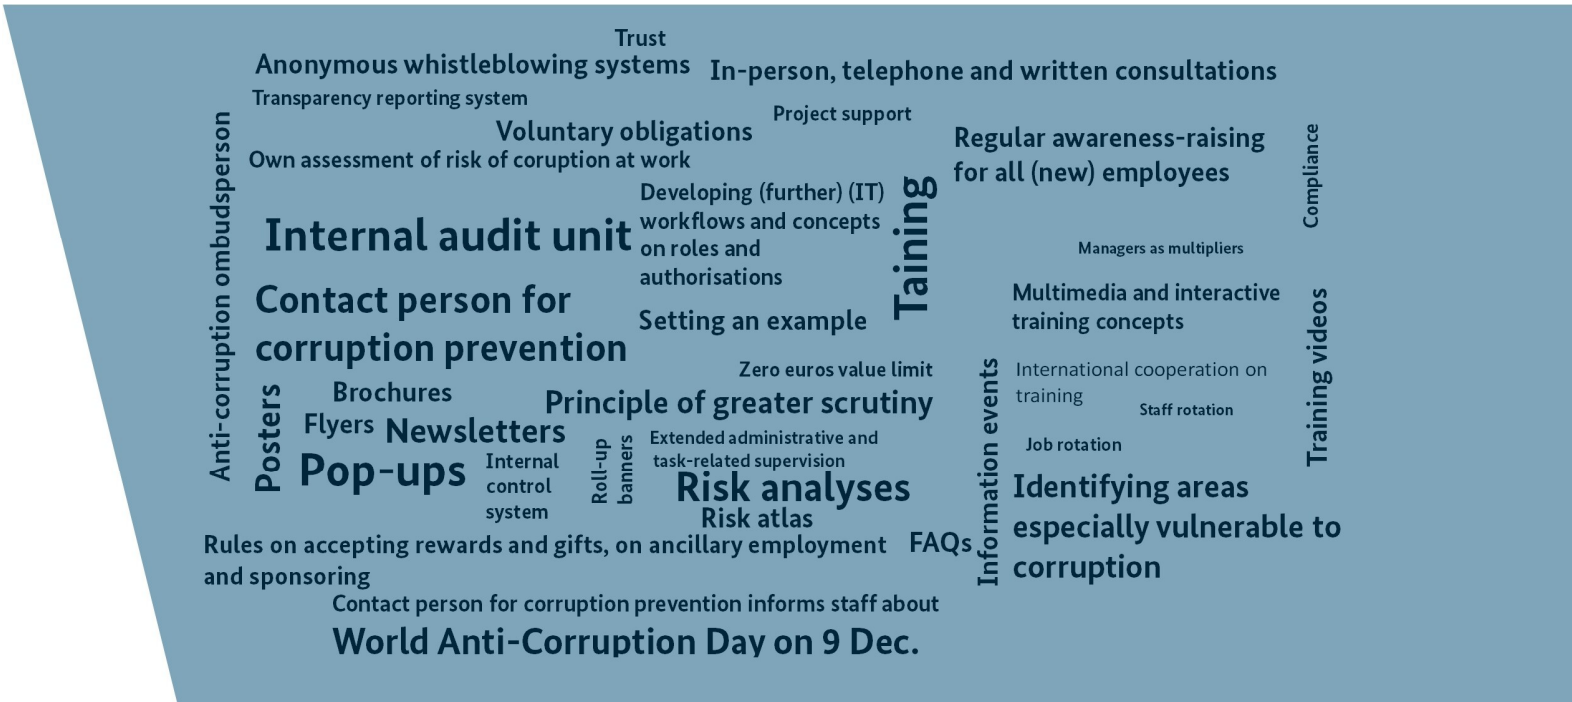 Trust
Anonymous whistleblowing systems
In-person, telephone and written consultations
Transparency reporting system
Project support
Voluntary obligations
Own assessment of risk of coruption at work
Regular awareness-raising
for all (new) employees
Compliance
Anti-corruption ombudsperson
Developing (further) (IT)
workflows and concepts
on roles and
authorisations
Taining
Internal audit unit
Managers as multipliers
Contact person for
corruption prevention
Setting an example
Multimedia and interactive
training concepts
Training videos
Zero euros value limit
International cooperation on
training
Posters
Brochures
Principle of greater scrutiny
Information events
Staff rotation
Flyers
Newsletters
Extended administrative and
task-related supervision
Job rotation
Pop-ups
Internal
control
system
Roll-up
banners
Risk analyses
Identifying areas
especially vulnerable to
corruption
Risk atlas
Rules on accepting rewards and gifts, on ancillary employment
and sponsoring
FAQs
Contact person for corruption prevention informs staff about
World Anti-Corruption Day on 9 Dec.